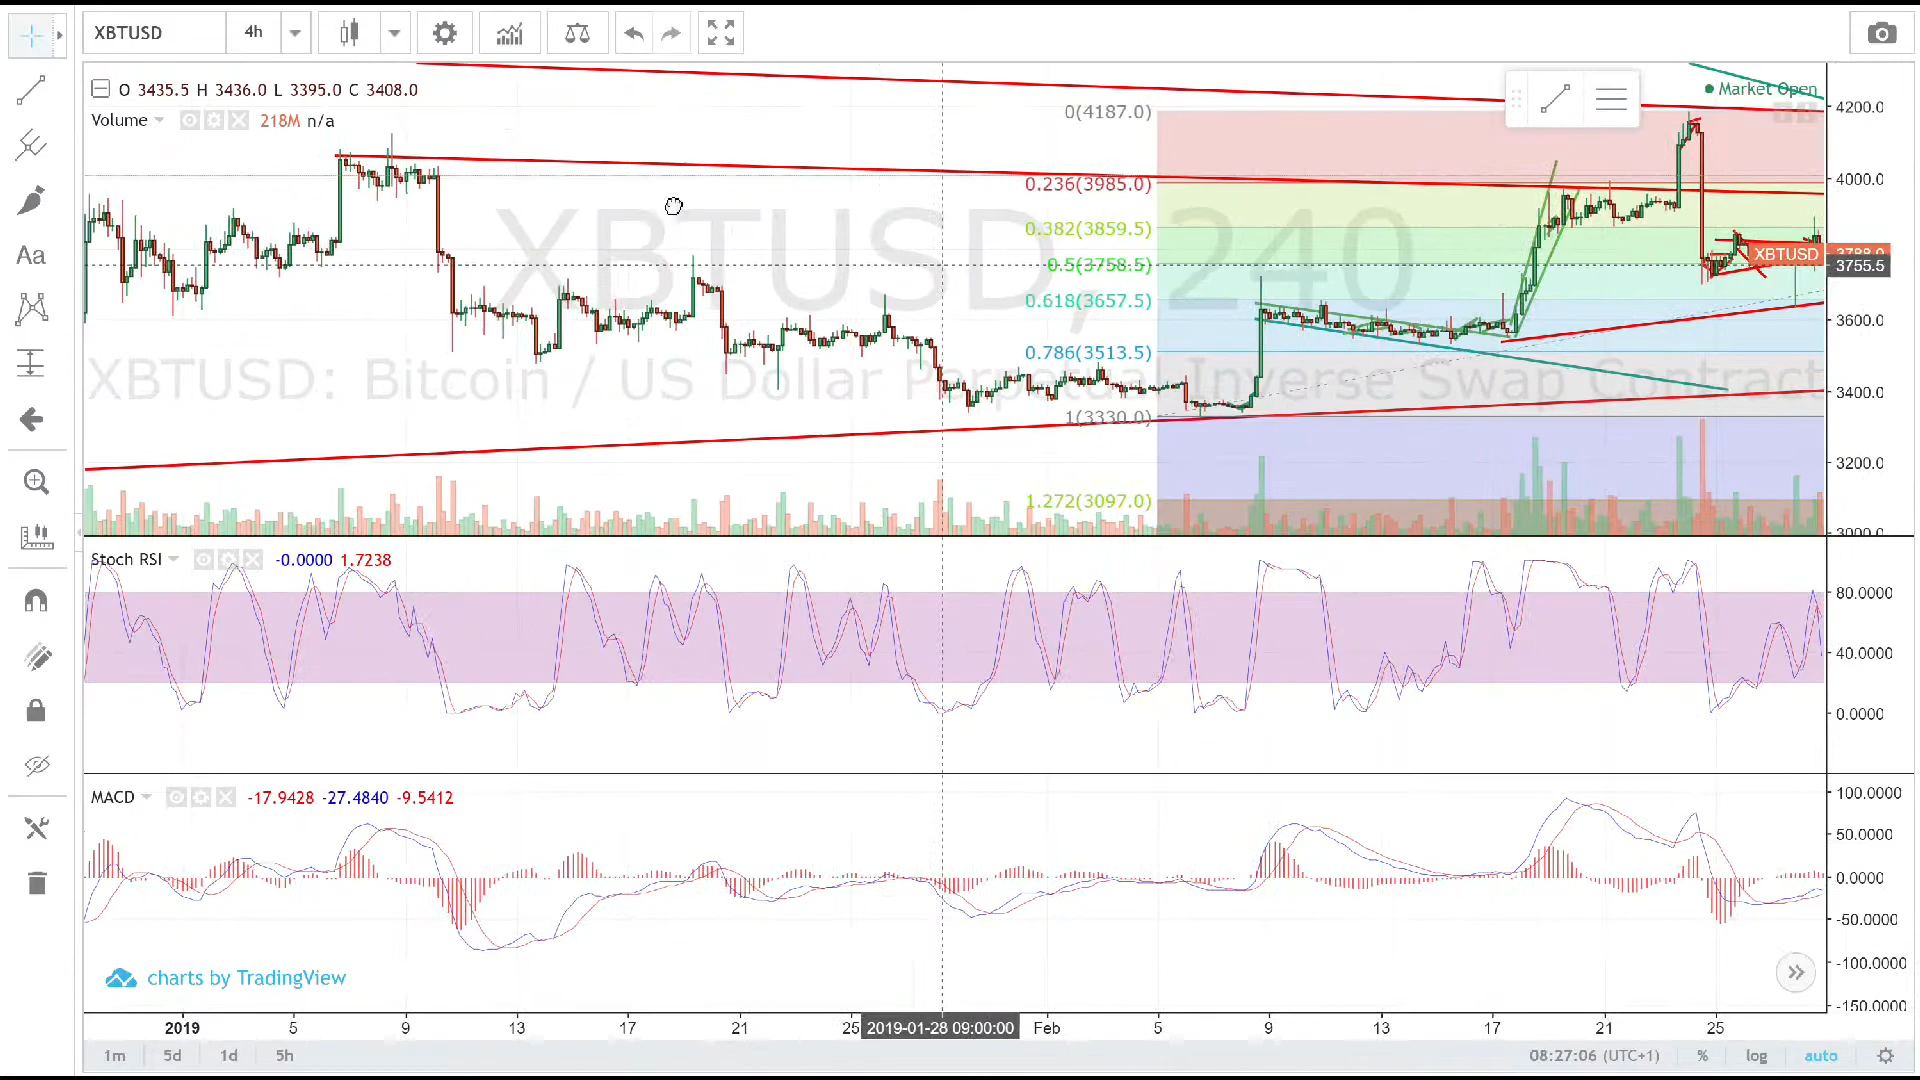 XBTUSD 4h
O 3435.5 H 3436.0 L 3395.0 C 3408.0
Market Open
Volume 218M n/a
0(4187.0)
0.236(3985.0)
0.382(3859.5)
0.5(3758.5)
0.618(3657.5)
0.786(3513.5)
1(3330.0)
1.272(3097.0)
XBTUSD, 240
XBTUSD: Bitcoin / US Dollar Perpetual Inverse Swap Contract
XBTUSD
4200.0
4000.0
3788.0
3755.5
3600.0
3400.0
3200.0
3000.0
Aa
Stoch RSI -0.0000 1.7238
80.0000
40.0000
0.0000
MACD -17.9428 -27.4840 -9.5412
100.0000
50.0000
0.0000
-50.0000
-100.0000
-150.0000
charts by TradingView
2019 5 9 13 17 21 25 2019-01-28 09:00:00 Feb 5 9 13 17 21 25
1m 5d 1d 5h 08:27:06 (UTC+1) % log auto